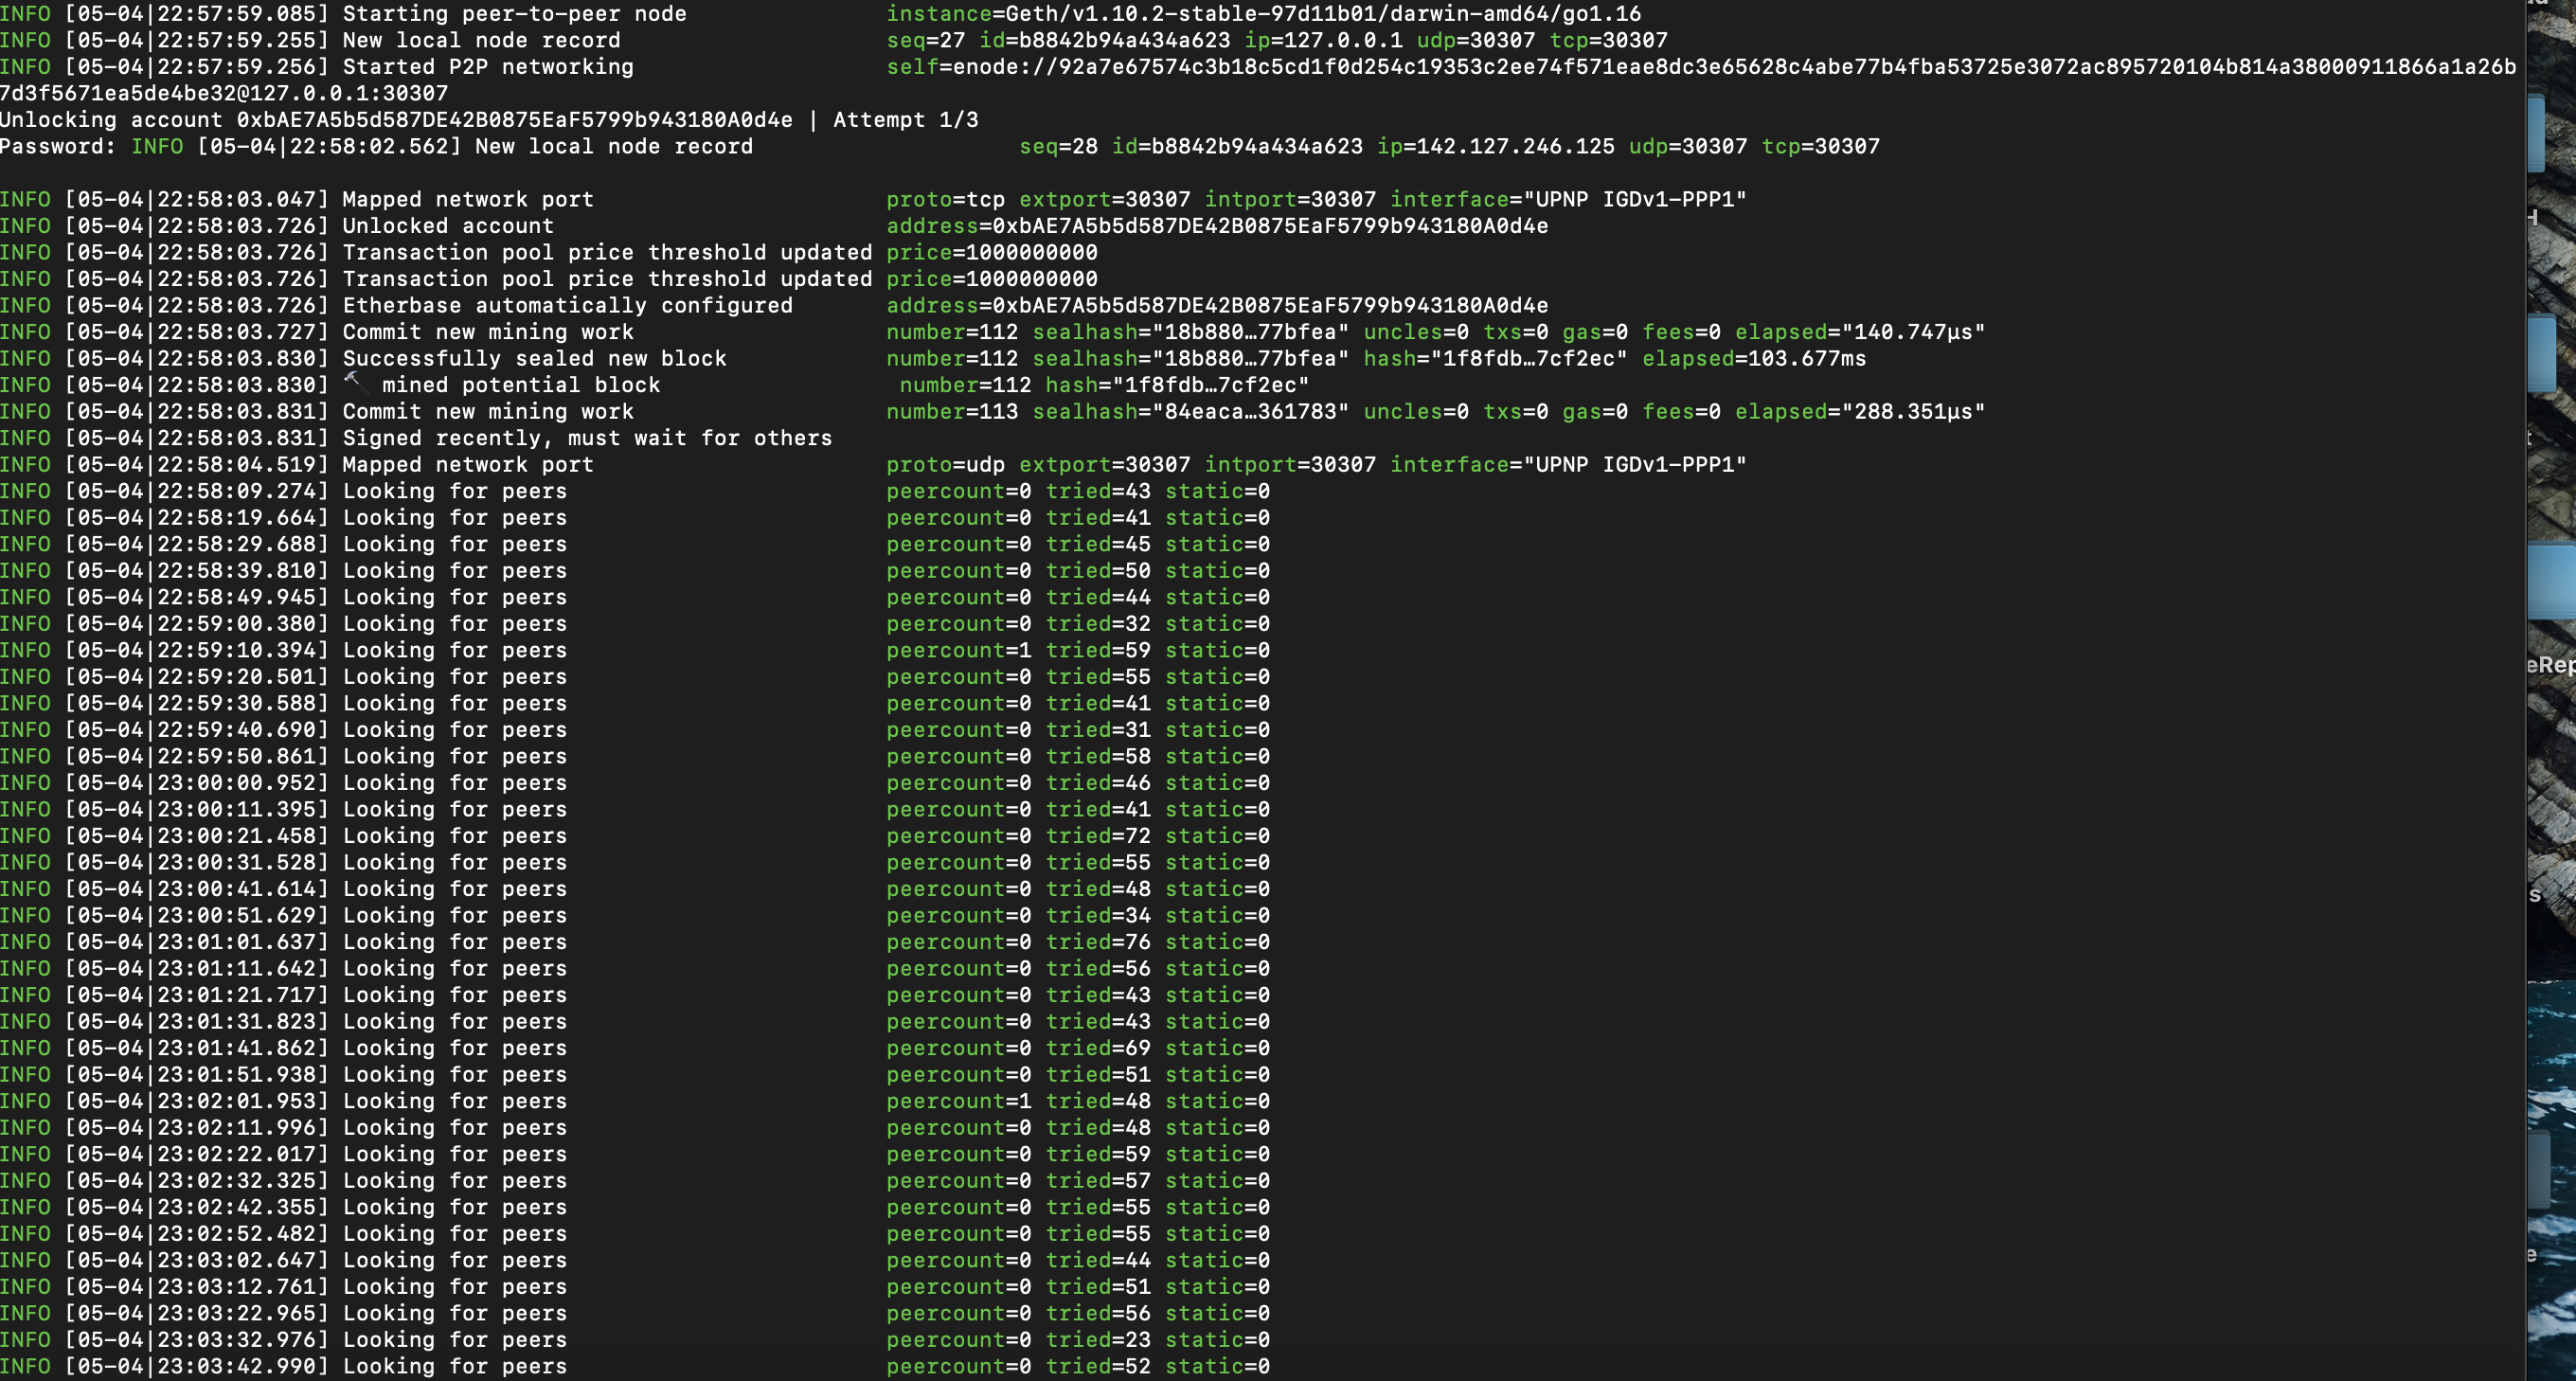 INFO [05-04|22:57:59.085] Starting peer-to-peer node instance=Geth/v1.10.2-stable-97d11b01/darwin-amd64/go1.16
INFO [05-04|22:57:59.255] New local node record seq=27 id=b8842b94a434a623 ip=127.0.0.1 udp=30307 tcp=30307
INFO [05-04|22:57:59.256] Started P2P networking self=enode://92a7e67574c3b18c5cd1f0d254c19353c2ee74f571eae8dc3e65628c4abe77b4fba53725e3072ac895720104b814a38000911866a1a26b
7d3f5671ea5de4be32@127.0.0.1:30307
Unlocking account 0xbAE7A5b5d587DE42B0875EaF5799b943180A0d4e | Attempt 1/3
Password: INFO [05-04|22:58:02.562] New local node record seq=28 id=b8842b94a434a623 ip=142.127.246.125 udp=30307 tcp=30307
INFO [05-04|22:58:03.047] Mapped network port proto=tcp extport=30307 intport=30307 interface="UPNP IGDv1-PPP1"
INFO [05-04|22:58:03.726] Unlocked account address=0xbAE7A5b5d587DE42B0875EaF5799b943180A0d4e
INFO [05-04|22:58:03.726] Transaction pool price threshold updated price=1000000000
INFO [05-04|22:58:03.726] Transaction pool price threshold updated price=1000000000
INFO [05-04|22:58:03.726] Etherbase automatically configured address=0xbAE7A5b5d587DE42B0875EaF5799b943180A0d4e
INFO [05-04|22:58:03.727] Commit new mining work number=112 sealhash="18b880…77bfea" uncles=0 txs=0 gas=0 fees=0 elapsed="140.747µs"
INFO [05-04|22:58:03.830] Successfully sealed new block number=112 sealhash="18b880…77bfea" hash="1f8fdb…7cf2ec" elapsed=103.677ms
INFO [05-04|22:58:03.830] 🔨 mined potential block number=112 hash="1f8fdb…7cf2ec"
INFO [05-04|22:58:03.831] Commit new mining work number=113 sealhash="84eaca…361783" uncles=0 txs=0 gas=0 fees=0 elapsed="288.351µs"
INFO [05-04|22:58:03.831] Signed recently, must wait for others
INFO [05-04|22:58:04.519] Mapped network port proto=udp extport=30307 intport=30307 interface="UPNP IGDv1-PPP1"
INFO [05-04|22:58:09.274] Looking for peers peercount=0 tried=43 static=0
INFO [05-04|22:58:19.664] Looking for peers peercount=0 tried=41 static=0
INFO [05-04|22:58:29.688] Looking for peers peercount=0 tried=45 static=0
INFO [05-04|22:58:39.810] Looking for peers peercount=0 tried=50 static=0
INFO [05-04|22:58:49.945] Looking for peers peercount=0 tried=44 static=0
INFO [05-04|22:59:00.380] Looking for peers peercount=0 tried=32 static=0
INFO [05-04|22:59:10.394] Looking for peers peercount=1 tried=59 static=0
INFO [05-04|22:59:20.501] Looking for peers peercount=0 tried=55 static=0
INFO [05-04|22:59:30.588] Looking for peers peercount=0 tried=41 static=0
INFO [05-04|22:59:40.690] Looking for peers peercount=0 tried=31 static=0
INFO [05-04|22:59:50.861] Looking for peers peercount=0 tried=58 static=0
INFO [05-04|23:00:00.952] Looking for peers peercount=0 tried=46 static=0
INFO [05-04|23:00:11.395] Looking for peers peercount=0 tried=41 static=0
INFO [05-04|23:00:21.458] Looking for peers peercount=0 tried=72 static=0
INFO [05-04|23:00:31.528] Looking for peers peercount=0 tried=55 static=0
INFO [05-04|23:00:41.614] Looking for peers peercount=0 tried=48 static=0
INFO [05-04|23:00:51.629] Looking for peers peercount=0 tried=34 static=0
INFO [05-04|23:01:01.637] Looking for peers peercount=0 tried=76 static=0
INFO [05-04|23:01:11.642] Looking for peers peercount=0 tried=56 static=0
INFO [05-04|23:01:21.717] Looking for peers peercount=0 tried=43 static=0
INFO [05-04|23:01:31.823] Looking for peers peercount=0 tried=43 static=0
INFO [05-04|23:01:41.862] Looking for peers peercount=0 tried=69 static=0
INFO [05-04|23:01:51.938] Looking for peers peercount=0 tried=51 static=0
INFO [05-04|23:02:01.953] Looking for peers peercount=1 tried=48 static=0
INFO [05-04|23:02:11.996] Looking for peers peercount=0 tried=48 static=0
INFO [05-04|23:02:22.017] Looking for peers peercount=0 tried=59 static=0
INFO [05-04|23:02:32.325] Looking for peers peercount=0 tried=57 static=0
INFO [05-04|23:02:42.355] Looking for peers peercount=0 tried=55 static=0
INFO [05-04|23:02:52.482] Looking for peers peercount=0 tried=55 static=0
INFO [05-04|23:03:02.647] Looking for peers peercount=0 tried=44 static=0
INFO [05-04|23:03:12.761] Looking for peers peercount=0 tried=51 static=0
INFO [05-04|23:03:22.965] Looking for peers peercount=0 tried=56 static=0
INFO [05-04|23:03:32.976] Looking for peers peercount=0 tried=23 static=0
INFO [05-04|23:03:42.990] Looking for peers peercount=0 tried=52 static=0